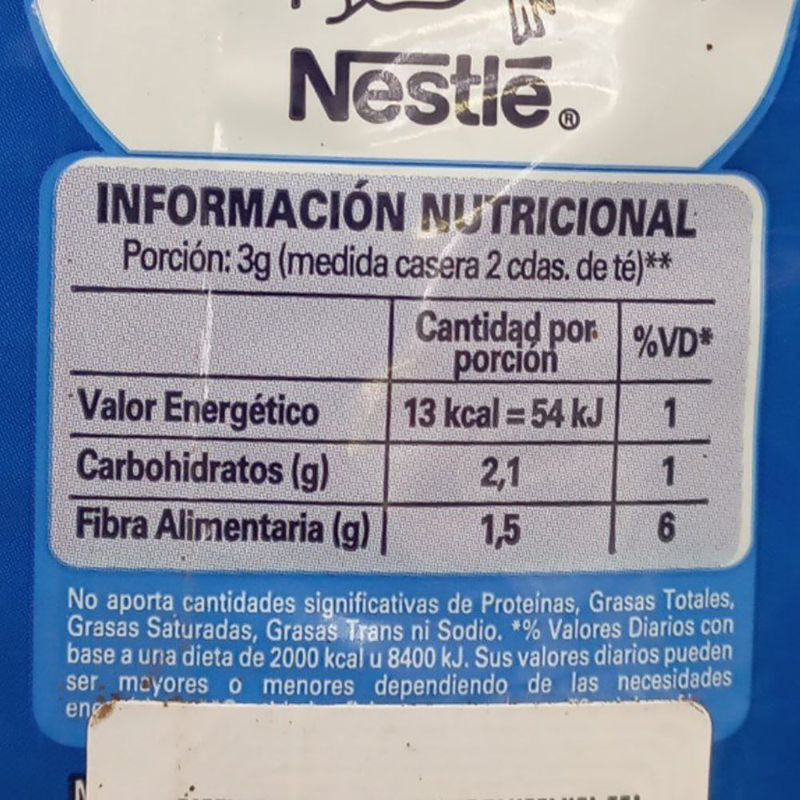 Nestlé®
INFORMACIÓN NUTRICIONAL
Porción: 3g (medida casera 2 cdas. de té)**
Cantidad por porción %VD*
Valor Energético 13 kcal = 54 kJ 1
Carbohidratos (g) 2,1 1
Fibra Alimentaria (g) 1,5 6
No aporta cantidades significativas de Proteínas, Grasas Totales,
Grasas Saturadas, Grasas Trans ni Sodio. *% Valores Diarios con
base a una dieta de 2000 kcal u 8400 kJ. Sus valores diarios pueden
ser mayores o menores dependiendo de las necesidades